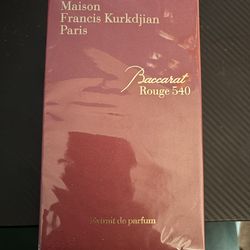 Maison
Francis Kurkdjian
Paris
Baccarat
Rouge 540
Extrait de parfum